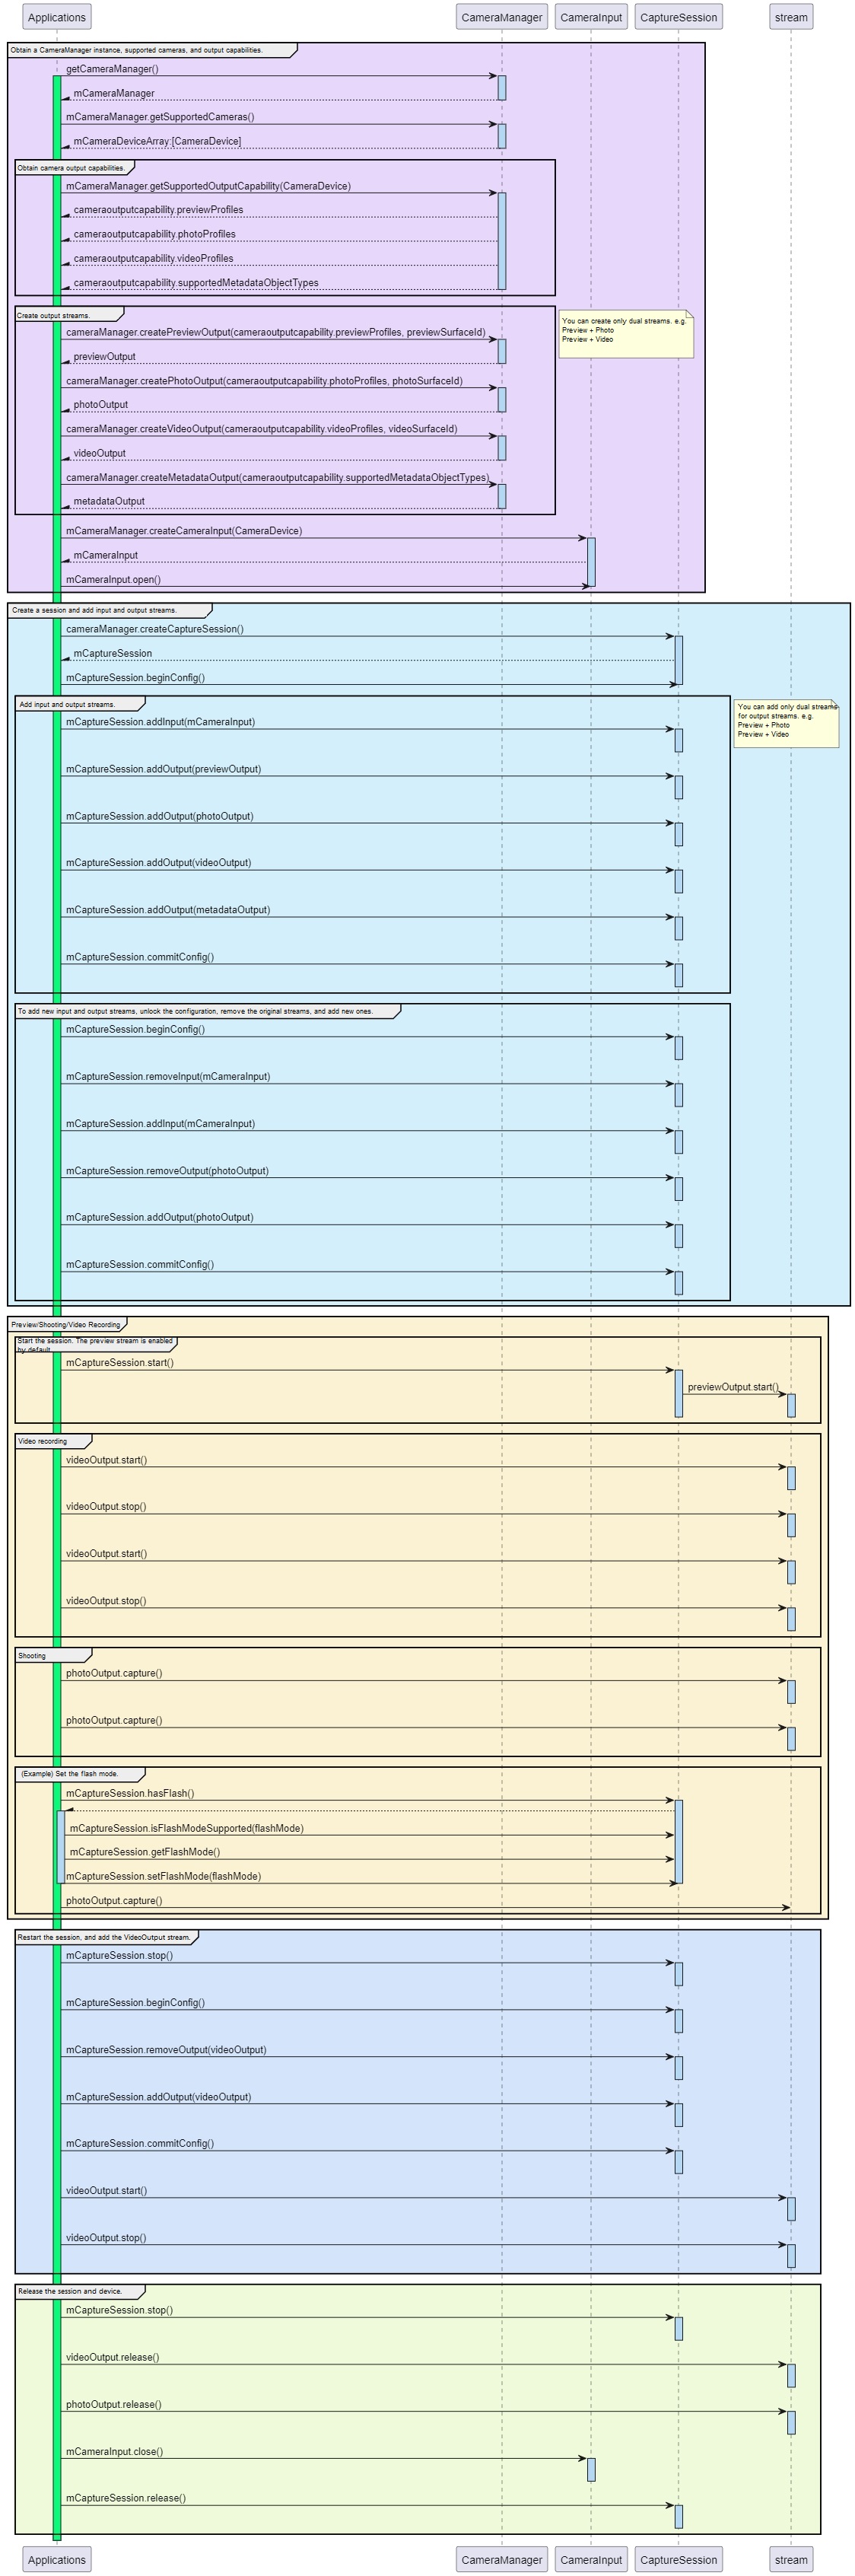 Applications
CameraManager
CameraInput
CaptureSession
stream
Obtain a CameraManager instance, supported cameras, and output capabilities.
getCameraManager()
mCameraManager
mCameraManager.getSupportedCameras()
mCameraDeviceArray:[CameraDevice]
Obtain camera output capabilities.
mCameraManager.getSupportedOutputCapability(CameraDevice)
cameraoutputcapability.previewProfiles
cameraoutputcapability.photoProfiles
cameraoutputcapability.videoProfiles
cameraoutputcapability.supportedMetadataObjectTypes
Create output streams.
You can create only dual streams. e.g.
Preview + Photo
Preview + Video
cameraManager.createPreviewOutput(cameraoutputcapability.previewProfiles, previewSurfaceId)
previewOutput
cameraManager.createPhotoOutput(cameraoutputcapability.photoProfiles, photoSurfaceId)
photoOutput
cameraManager.createVideoOutput(cameraoutputcapability.videoProfiles, videoSurfaceId)
videoOutput
cameraManager.createMetadataOutput(cameraoutputcapability.supportedMetadataObjectTypes)
metadataOutput
mCameraManager.createCameraInput(CameraDevice)
mCameraInput
mCameraInput.open()
Create a session and add input and output streams.
cameraManager.createCaptureSession()
mCaptureSession
mCaptureSession.beginConfig()
Add input and output streams.
You can add only dual streams
for output streams. e.g.
Preview + Photo
Preview + Video
mCaptureSession.addInput(mCameraInput)
mCaptureSession.addOutput(previewOutput)
mCaptureSession.addOutput(photoOutput)
mCaptureSession.addOutput(videoOutput)
mCaptureSession.addOutput(metadataOutput)
mCaptureSession.commitConfig()
To add new input and output streams, unlock the configuration, remove the original streams, and add new ones.
mCaptureSession.beginConfig()
mCaptureSession.removeInput(mCameraInput)
mCaptureSession.addInput(mCameraInput)
mCaptureSession.removeOutput(photoOutput)
mCaptureSession.addOutput(photoOutput)
mCaptureSession.commitConfig()
Preview/Shooting/Video Recording
Start the session. The preview stream is enabled
by default.
mCaptureSession.start()
previewOutput.start()
Video recording
videoOutput.start()
videoOutput.stop()
videoOutput.start()
videoOutput.stop()
Shooting
photoOutput.capture()
photoOutput.capture()
(Example) Set the flash mode.
mCaptureSession.hasFlash()
mCaptureSession.isFlashModeSupported(flashMode)
mCaptureSession.getFlashMode()
mCaptureSession.setFlashMode(flashMode)
photoOutput.capture()
Restart the session, and add the VideoOutput stream.
mCaptureSession.stop()
mCaptureSession.beginConfig()
mCaptureSession.removeOutput(videoOutput)
mCaptureSession.addOutput(videoOutput)
mCaptureSession.commitConfig()
videoOutput.start()
videoOutput.stop()
Release the session and device.
mCaptureSession.stop()
videoOutput.release()
photoOutput.release()
mCameraInput.close()
mCaptureSession.release()
Applications
CameraManager
CameraInput
CaptureSession
stream